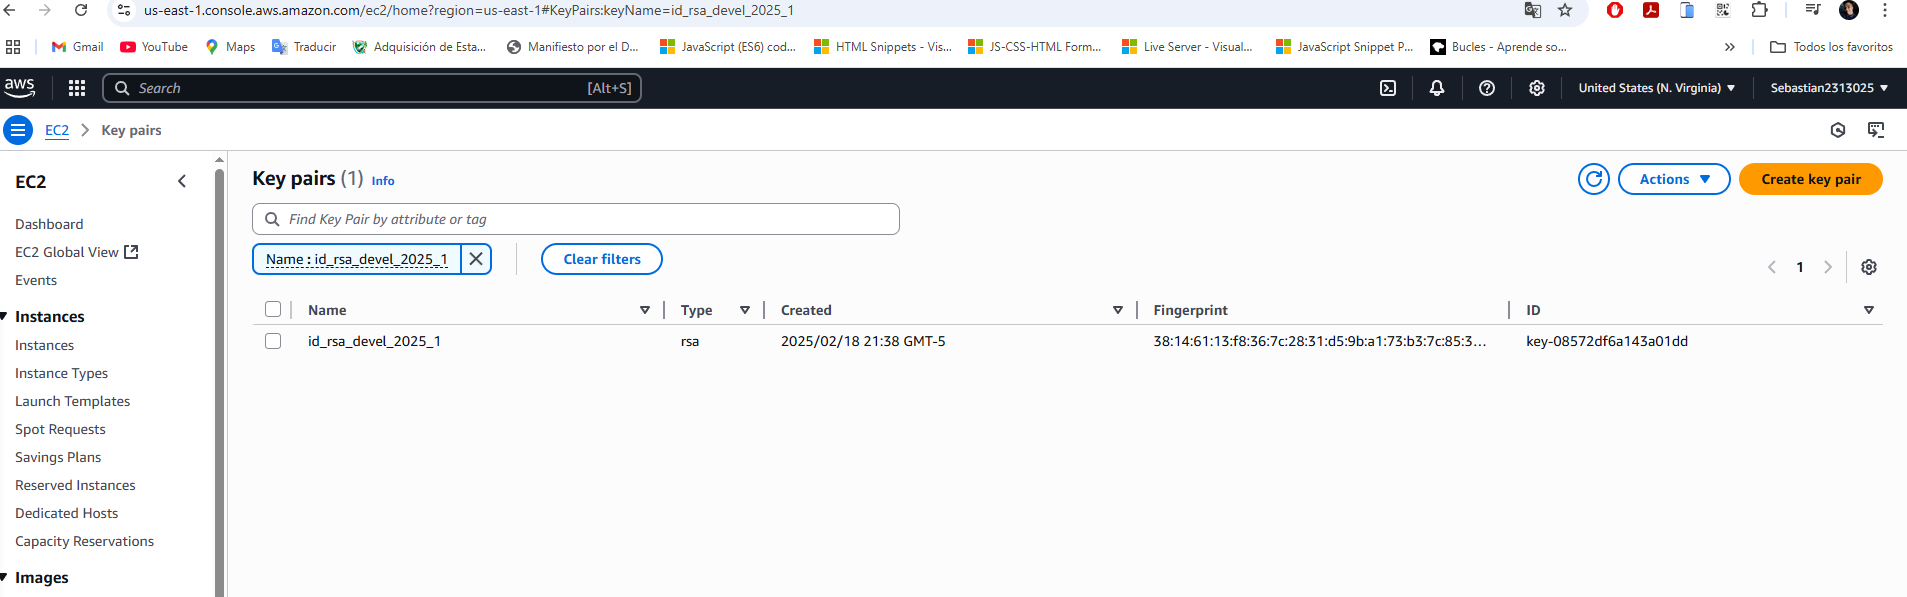 us-east-1.console.aws.amazon.com/ec2/home?region=us-east-1#KeyPairs:keyName=id_rsa_devel_2025_1
Gmail YouTube Maps Traducir Adquisición de Esta... Manifiesto por el D... JavaScript (ES6) cod... HTML Snippets - Vis... JS-CSS-HTML Form... Live Server - Visual... JavaScript Snippet P... Bucles - Aprende so... » Todos los favoritos
aws Search [Alt+S] United States (N. Virginia) Sebastian2313025
EC2 Key pairs
EC2
Dashboard
EC2 Global View
Events
Instances
Instances
Instance Types
Launch Templates
Spot Requests
Savings Plans
Reserved Instances
Dedicated Hosts
Capacity Reservations
Images
Key pairs (1) Info
Actions
Create key pair
Find Key Pair by attribute or tag
Name : id_rsa_devel_2025_1
Clear filters
1
Name Type Created Fingerprint ID
id_rsa_devel_2025_1 rsa 2025/02/18 21:38 GMT-5 38:14:61:13:f8:36:7c:28:31:d5:9b:a1:73:b3:7c:85:3... key-08572df6a143a01dd